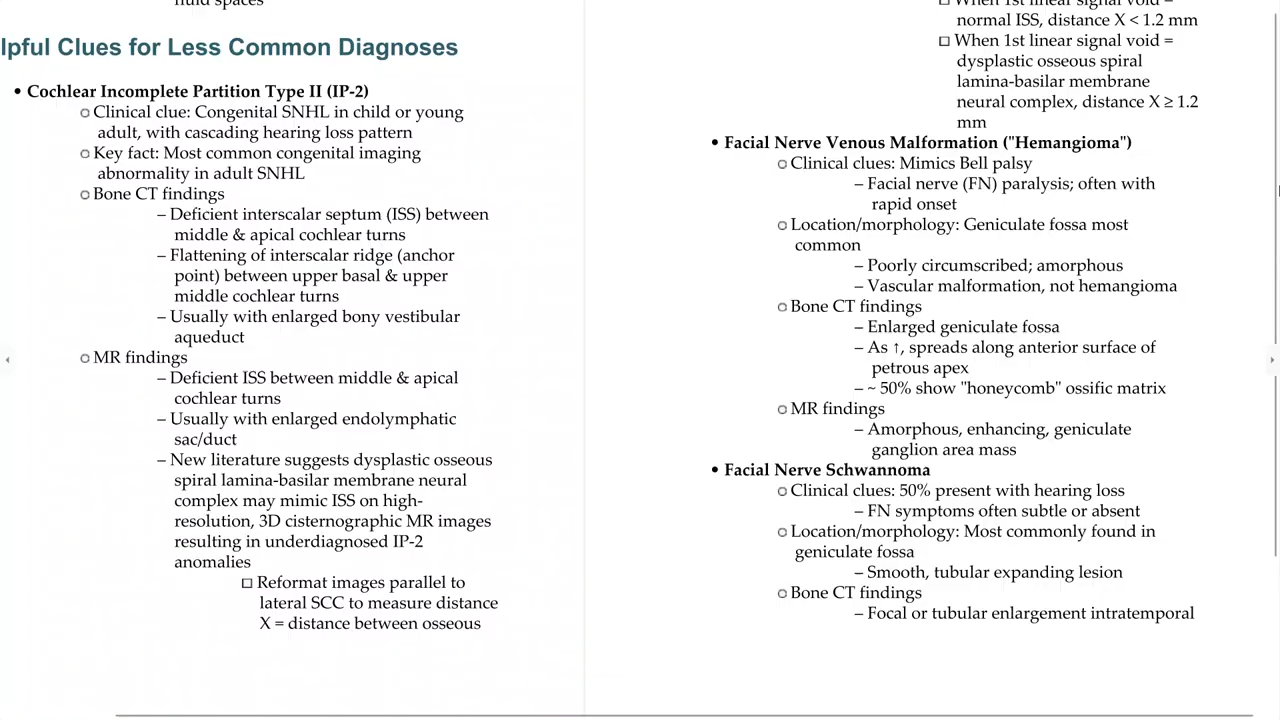 fluid spaces
lpful Clues for Less Common Diagnoses
• Cochlear Incomplete Partition Type II (IP-2)
○ Clinical clue: Congenital SNHL in child or young
adult, with cascading hearing loss pattern
○ Key fact: Most common congenital imaging
abnormality in adult SNHL
○ Bone CT findings
– Deficient interscalar septum (ISS) between
middle & apical cochlear turns
– Flattening of interscalar ridge (anchor
point) between upper basal & upper
middle cochlear turns
– Usually with enlarged bony vestibular
aqueduct
○ MR findings
– Deficient ISS between middle & apical
cochlear turns
– Usually with enlarged endolymphatic
sac/duct
– New literature suggests dysplastic osseous
spiral lamina-basilar membrane neural
complex may mimic ISS on high-
resolution, 3D cisternographic MR images
resulting in underdiagnosed IP-2
anomalies
□ Reformat images parallel to
lateral SCC to measure distance
X = distance between osseous
□ When 1st linear signal void =
normal ISS, distance X < 1.2 mm
□ When 1st linear signal void =
dysplastic osseous spiral
lamina-basilar membrane
neural complex, distance X ≥ 1.2
mm
• Facial Nerve Venous Malformation ("Hemangioma")
○ Clinical clues: Mimics Bell palsy
– Facial nerve (FN) paralysis; often with
rapid onset
○ Location/morphology: Geniculate fossa most
common
– Poorly circumscribed; amorphous
– Vascular malformation, not hemangioma
○ Bone CT findings
– Enlarged geniculate fossa
– As ↑, spreads along anterior surface of
petrous apex
– ~ 50% show "honeycomb" ossific matrix
○ MR findings
– Amorphous, enhancing, geniculate
ganglion area mass
• Facial Nerve Schwannoma
○ Clinical clues: 50% present with hearing loss
– FN symptoms often subtle or absent
○ Location/morphology: Most commonly found in
geniculate fossa
– Smooth, tubular expanding lesion
○ Bone CT findings
– Focal or tubular enlargement intratemporal